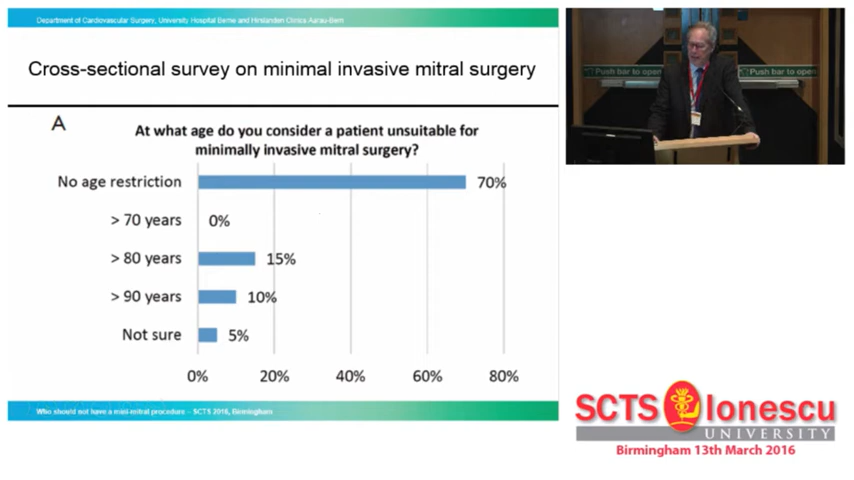 Department of Cardiovascular Surgery, University Hospital Berne and Hirslanden Clinics Aarau-Bern
Cross-sectional survey on minimal invasive mitral surgery
A
At what age do you consider a patient unsuitable for
minimally invasive mitral surgery?
No age restriction
70%
> 70 years
0%
> 80 years
15%
> 90 years
10%
Not sure
5%
0%
20%
40%
60%
80%
Who should not have a mini-mitral procedure – SCTS 2016, Birmingham
Push bar to open
Push bar to open
SCTS Ionescu
UNIVERSITY
Birmingham 13th March 2016